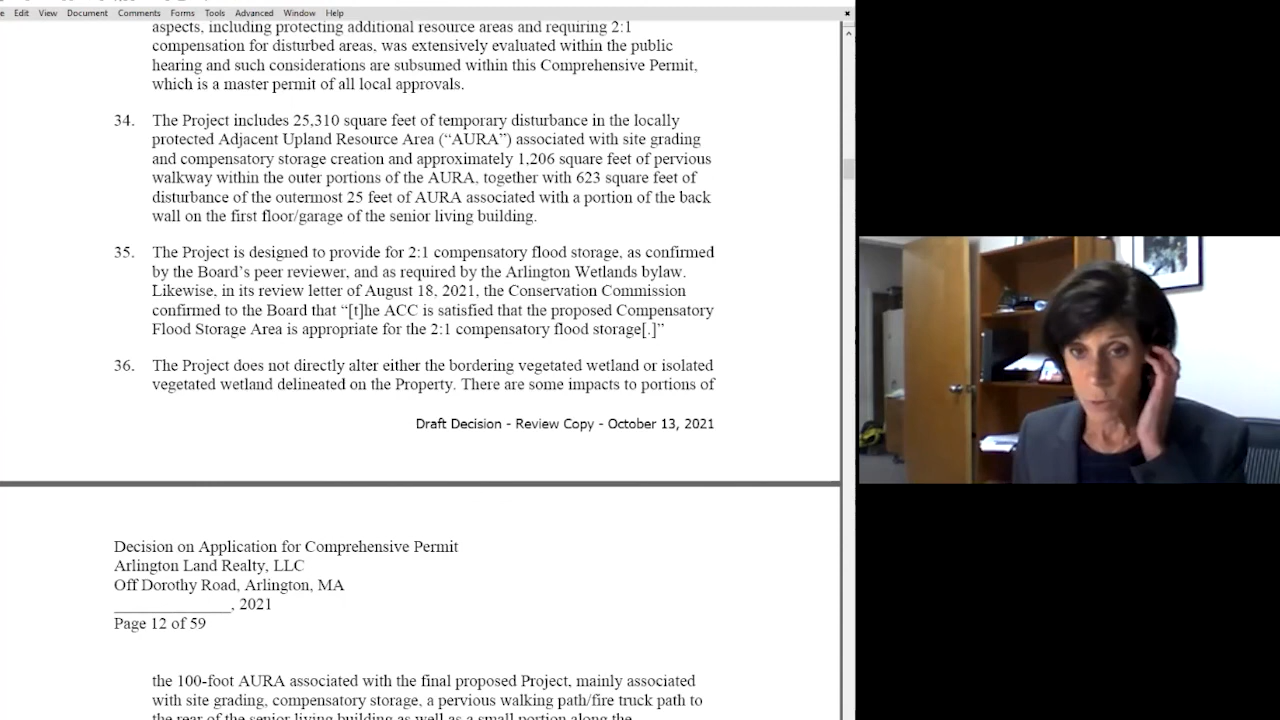 Edit View Document Comments Forms Tools Advanced Window Help
aspects, including protecting additional resource areas and requiring 2:1
compensation for disturbed areas, was extensively evaluated within the public
hearing and such considerations are subsumed within this Comprehensive Permit,
which is a master permit of all local approvals.
34. The Project includes 25,310 square feet of temporary disturbance in the locally
protected Adjacent Upland Resource Area (“AURA”) associated with site grading
and compensatory storage creation and approximately 1,206 square feet of pervious
walkway within the outer portions of the AURA, together with 623 square feet of
disturbance of the outermost 25 feet of AURA associated with a portion of the back
wall on the first floor/garage of the senior living building.
35. The Project is designed to provide for 2:1 compensatory flood storage, as confirmed
by the Board’s peer reviewer, and as required by the Arlington Wetlands bylaw.
Likewise, in its review letter of August 18, 2021, the Conservation Commission
confirmed to the Board that “[t]he ACC is satisfied that the proposed Compensatory
Flood Storage Area is appropriate for the 2:1 compensatory flood storage[.]”
36. The Project does not directly alter either the bordering vegetated wetland or isolated
vegetated wetland delineated on the Property. There are some impacts to portions of
Draft Decision - Review Copy - October 13, 2021
Decision on Application for Comprehensive Permit
Arlington Land Realty, LLC
Off Dorothy Road, Arlington, MA
______________, 2021
Page 12 of 59
the 100-foot AURA associated with the final proposed Project, mainly associated
with site grading, compensatory storage, a pervious walking path/fire truck path to
the rear of the senior living building as well as a small portion along the